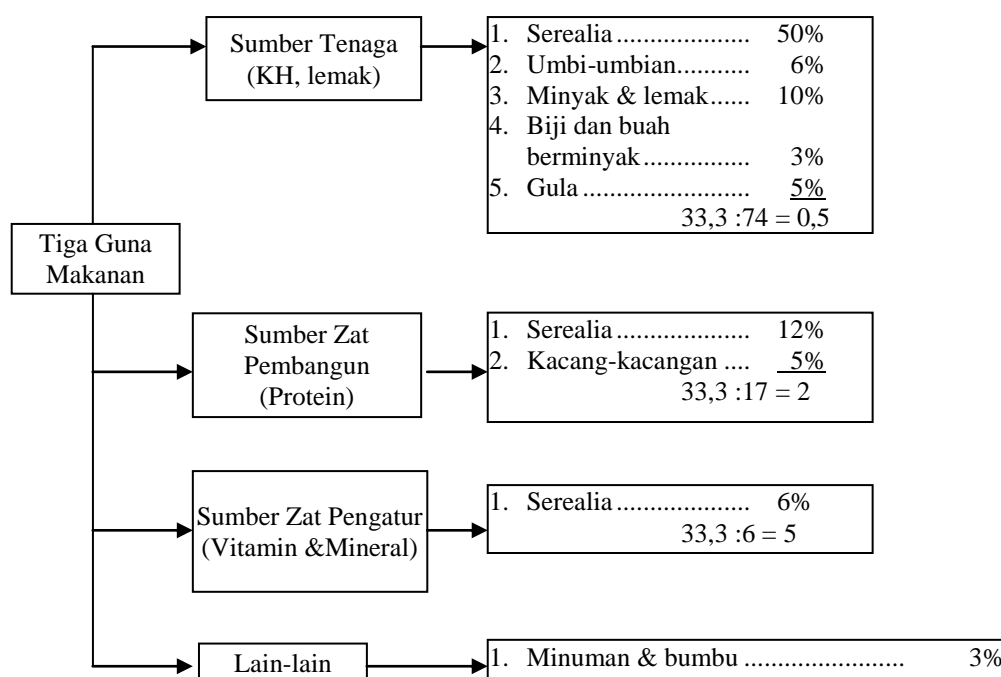 Tiga Guna
Makanan
Sumber Tenaga
(KH, lemak)
1. Serealia ..................... 50%
2. Umbi-umbian........... 6%
3. Minyak & lemak...... 10%
4. Biji dan buah
berminyak ................ 3%
5. Gula ......................... 5%
33,3 :74 = 0,5
Sumber Zat
Pembangun
(Protein)
1. Serealia .................... 12%
2. Kacang-kacangan .... 5%
33,3 :17 = 2
Sumber Zat Pengatur
(Vitamin &Mineral)
1. Serealia .................... 6%
33,3 :6 = 5
Lain-lain
1. Minuman & bumbu ........................ 3%